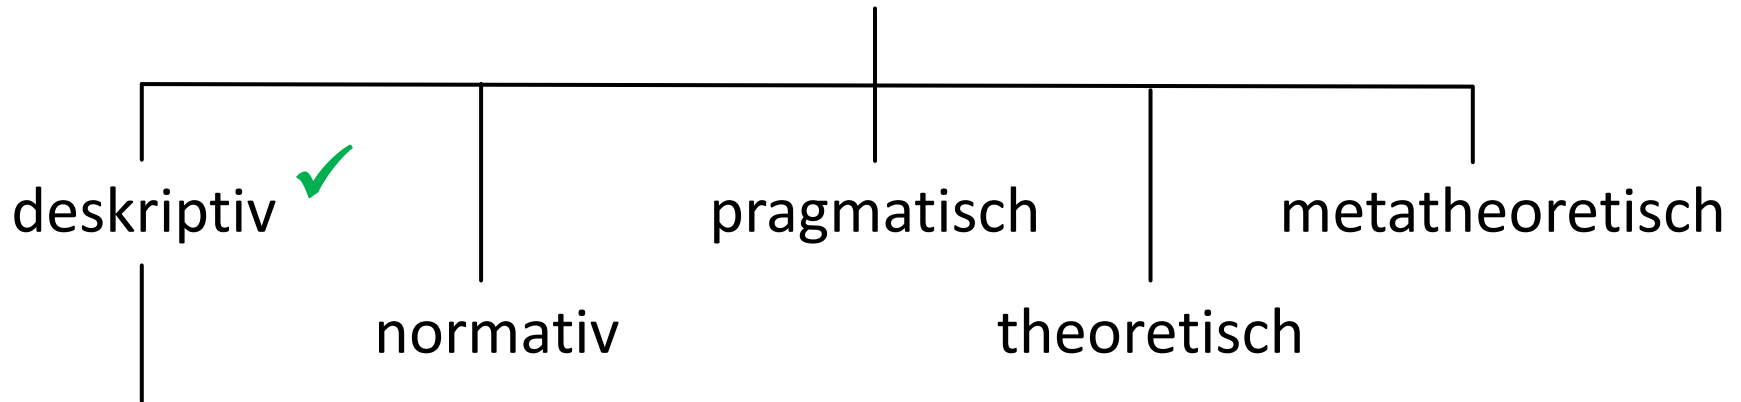 deskriptiv
pragmatisch
metatheoretisch
normativ
theoretisch